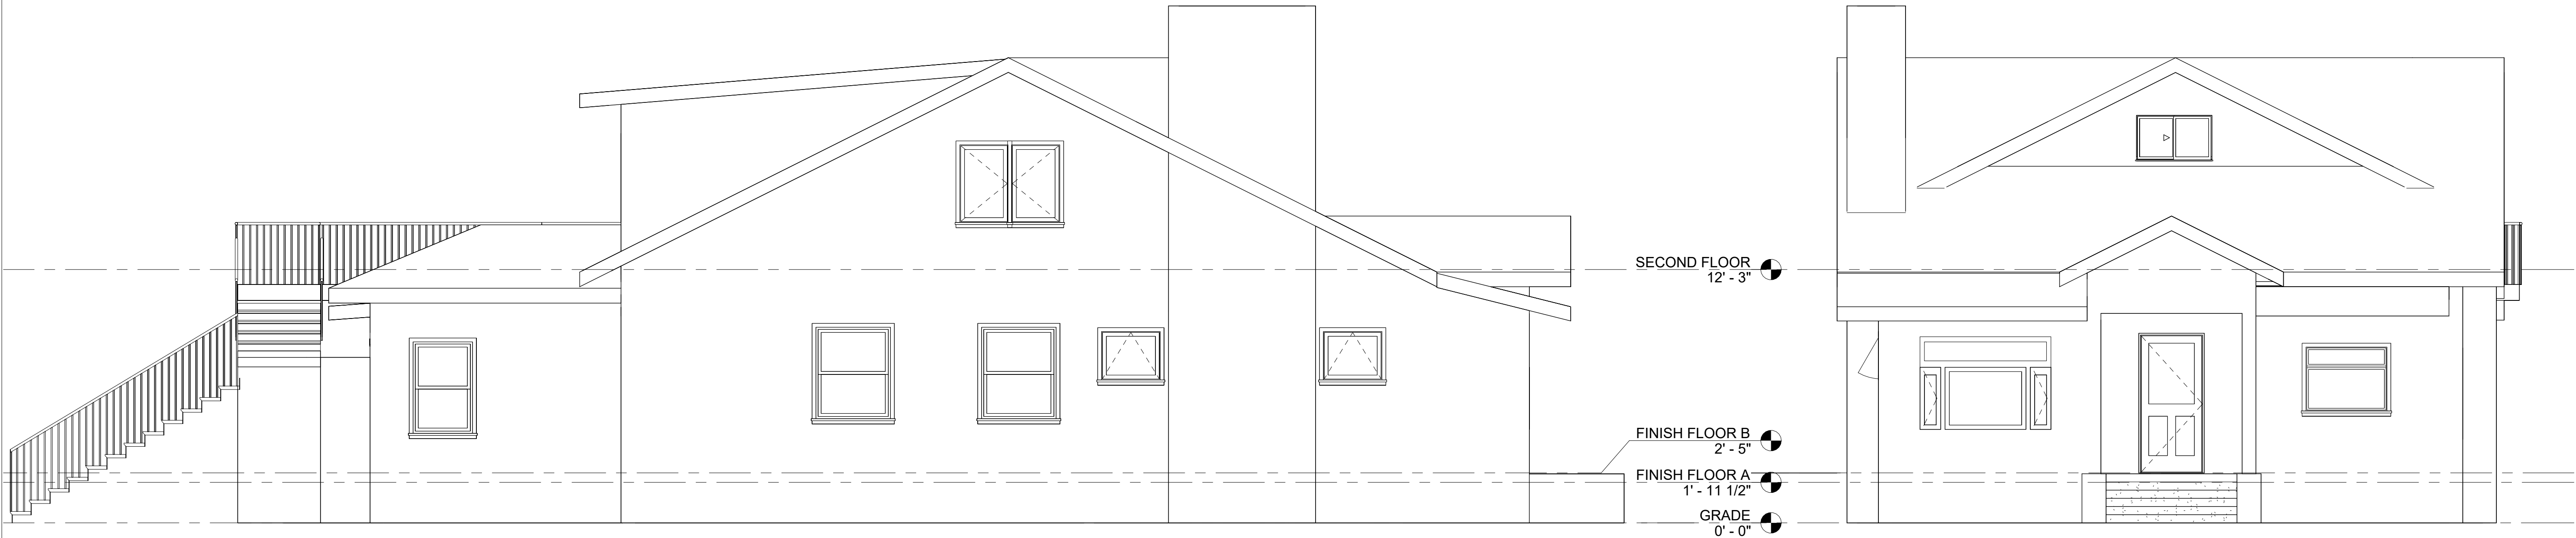 SECOND FLOOR
12' - 3"
FINISH FLOOR B
2' - 5"
FINISH FLOOR A
1' - 11 1/2"
GRADE
0' - 0"